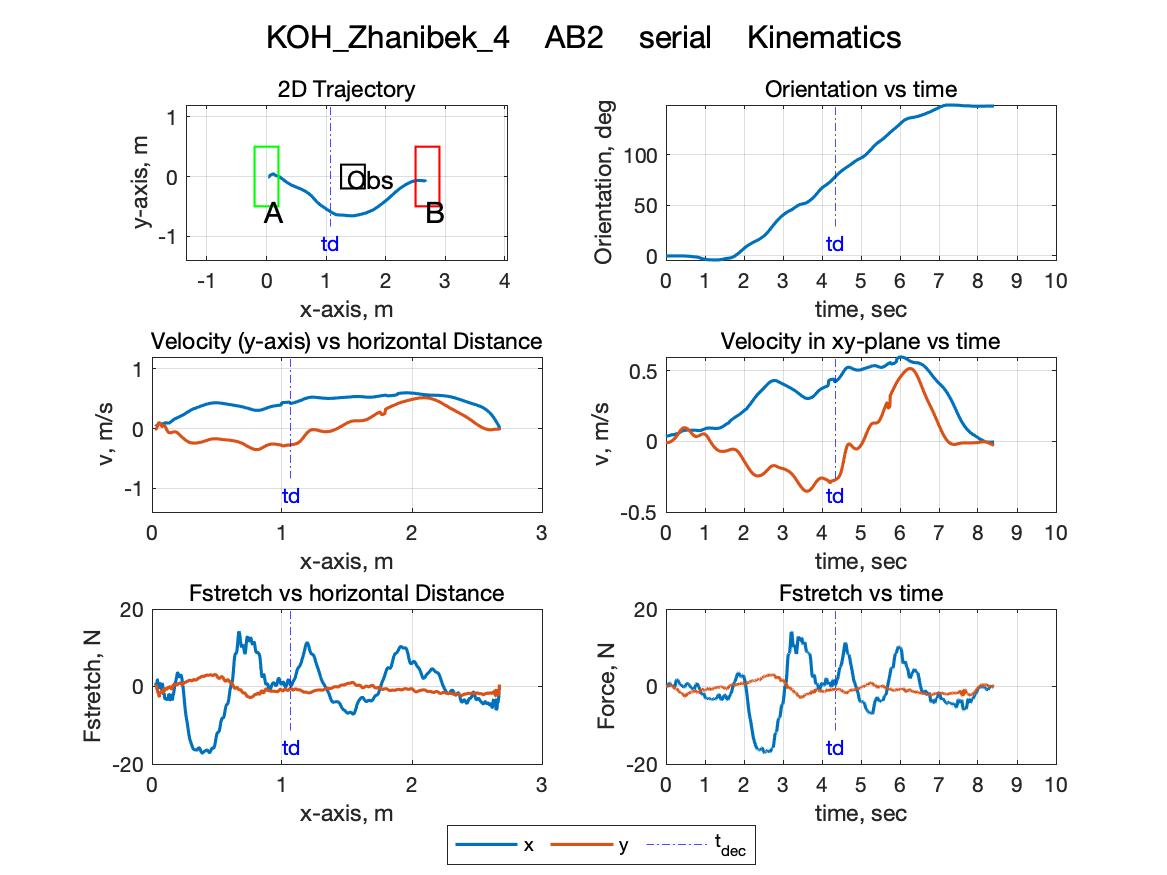 KOH_Zhanibek_4 AB2 serial Kinematics
2D Trajectory
y-axis, m
1
0
-1
A
Obs
B
td
-1 0 1 2 3 4
x-axis, m
Orientation vs time
Orientation, deg
100
50
0
td
0 1 2 3 4 5 6 7 8 9 10
time, sec
Velocity (y-axis) vs horizontal Distance
v, m/s
1
0
-1
td
0 1 2 3
x-axis, m
Velocity in xy-plane vs time
v, m/s
0.5
0
-0.5
td
0 1 2 3 4 5 6 7 8 9 10
time, sec
Fstretch vs horizontal Distance
Fstretch, N
20
0
-20
td
0 1 2 3
x-axis, m
Fstretch vs time
Force, N
20
0
-20
td
0 1 2 3 4 5 6 7 8 9 10
time, sec
x y t_dec